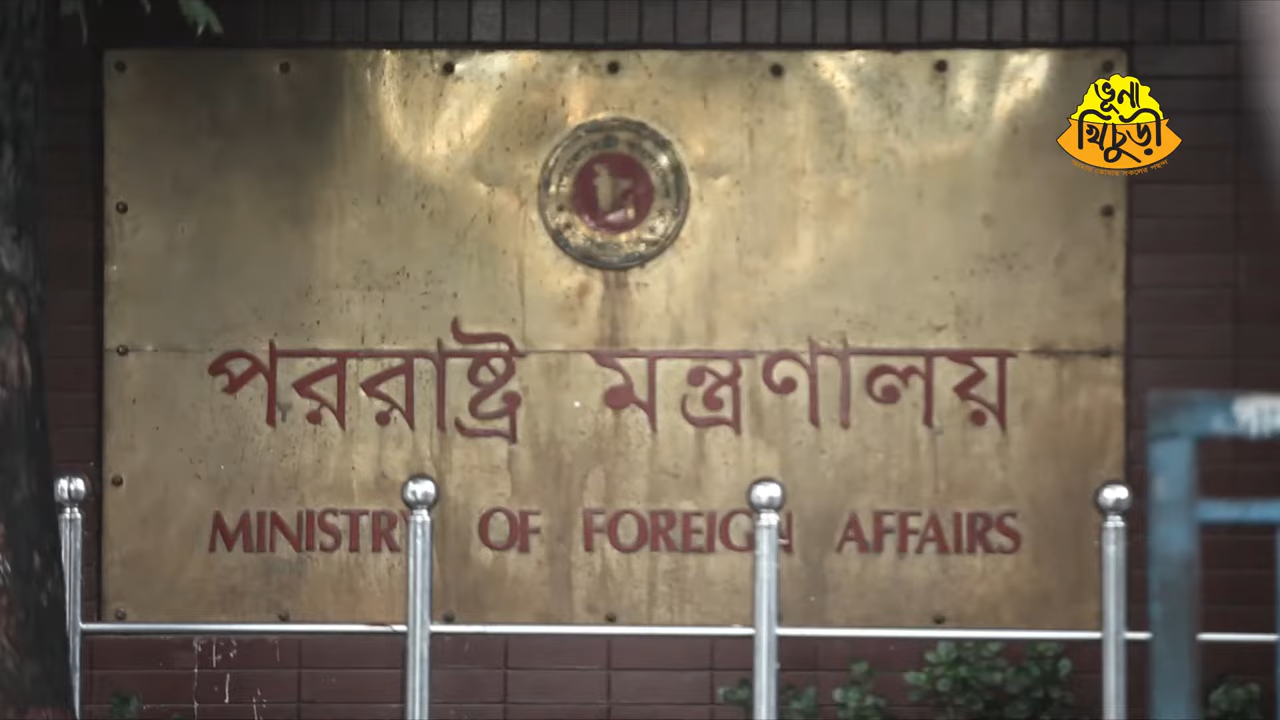 ভূনা
খিচুড়ী
পররাষ্ট্র মন্ত্রণালয়
MINISTRY OF FOREIGN AFFAIRS